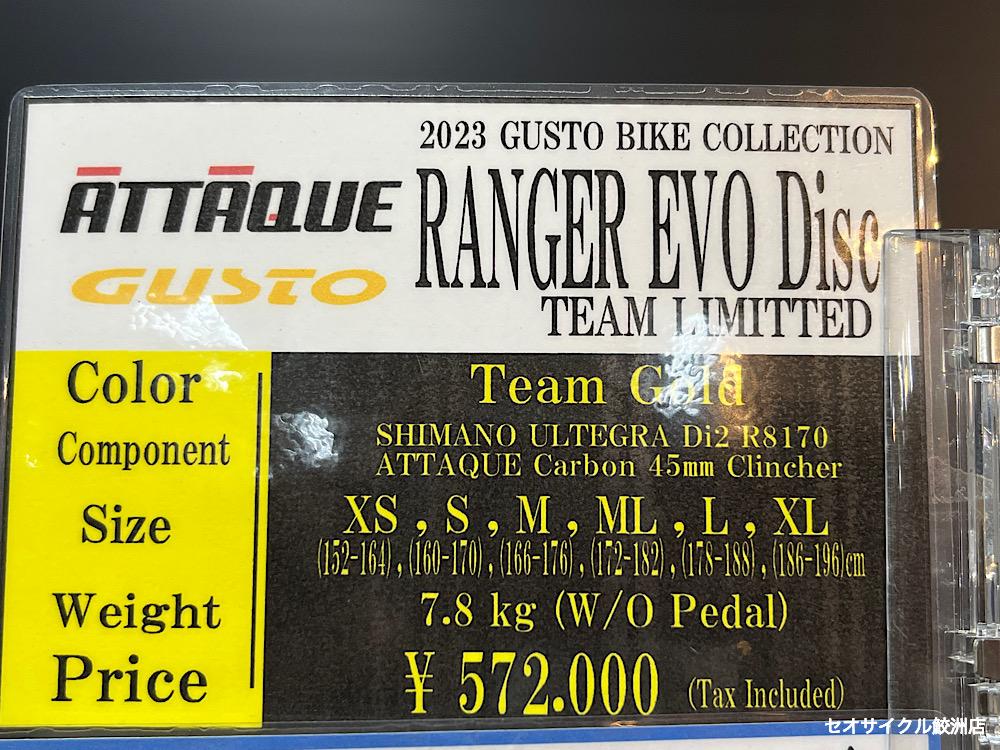 2023 GUSTO BIKE COLLECTION
ATTAQUE
RANGER EVO Disc
GUSTO
TEAM LIMITTED
Color
Team Gold
Component
SHIMANO ULTEGRA Di2 R8170
ATTAQUE Carbon 45mm Clincher
Size
XS , S , M , ML , L , XL
(152-164) , (160-170) , (166-176) , (172-182) , (178-188) , (186-196)cm
Weight
7.8 kg (W/O Pedal)
Price
¥ 572.000 (Tax Included)
セオサイクル鮫洲店